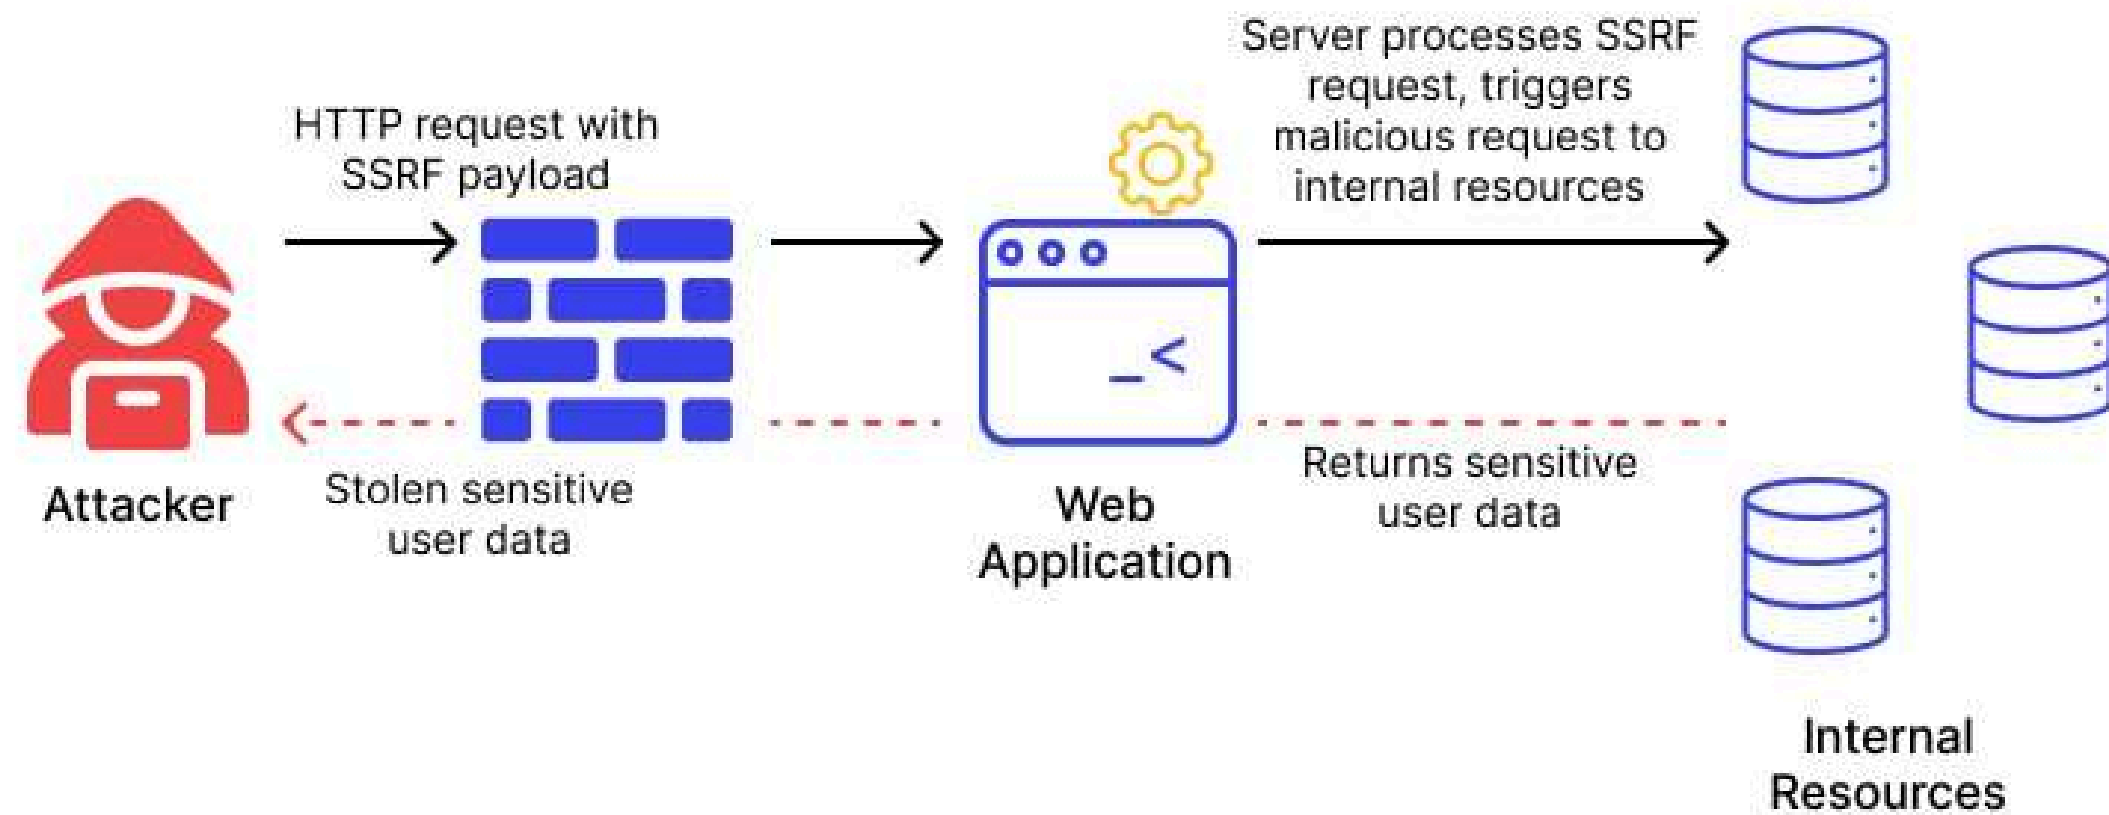 HTTP request with
SSRF payload
Server processes SSRF
request, triggers
malicious request to
internal resources
_<
Attacker
Stolen sensitive
user data
Web
Application
Returns sensitive
user data
Internal
Resources